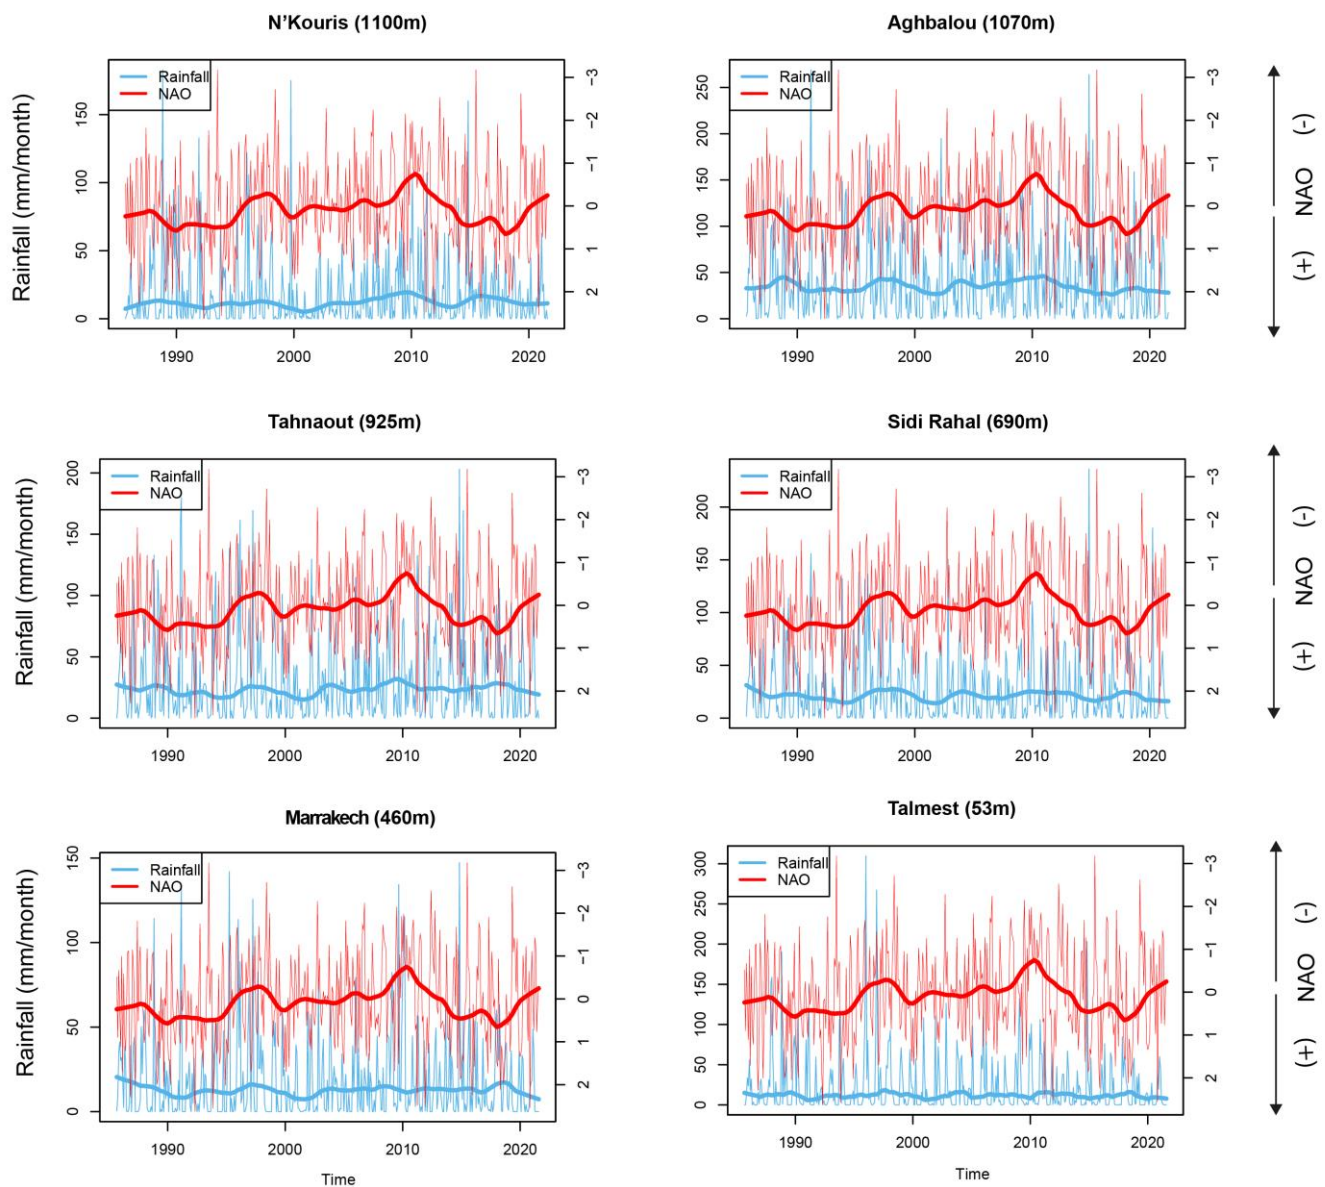 N'Kouris (1100m)
Rainfall (mm/month)
0 50 100 150
Rainfall
NAO
-3 -2 -1 0 1 2
1990 2000 2010 2020
Aghbalou (1070m)
0 50 100 150 200 250
Rainfall
NAO
-3 -2 -1 0 1 2
1990 2000 2010 2020
(+) NAO (-)
Tahnaout (925m)
Rainfall (mm/month)
0 50 100 150 200
Rainfall
NAO
-3 -2 -1 0 1 2
1990 2000 2010 2020
Sidi Rahal (690m)
0 50 100 150 200
Rainfall
NAO
-3 -2 -1 0 1 2
1990 2000 2010 2020
(+) NAO (-)
Marrakech (460m)
Rainfall (mm/month)
0 50 100 150
Rainfall
NAO
-3 -2 -1 0 1 2
1990 2000 2010 2020
Time
Talmest (53m)
0 50 100 150 200 250 300
Rainfall
NAO
-3 -2 -1 0 1 2
1990 2000 2010 2020
Time
(+) NAO (-)